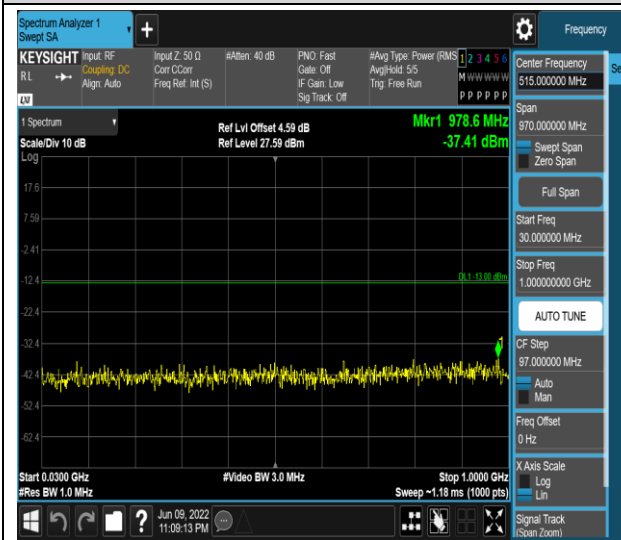 Spectrum Analyzer 1
Swept SA
+
Frequency
KEYSIGHT
RL
LXI
Input: RF
Coupling: DC
Align: Auto
Input Z: 50 Ω
Corr CCorr
Freq Ref: Int (S)
#Atten: 40 dB
PNO: Fast
Gate: Off
IF Gain: Low
Sig Track: Off
#Avg Type: Power (RMS
Avg|Hold: 5/5
Trig: Free Run
1 2 3 4 5 6
M W W W W W
P P P P P P
1 Spectrum
Scale/Div 10 dB
Log
Ref Lvl Offset 4.59 dB
Ref Level 27.59 dBm
Mkr1 978.6 MHz
-37.41 dBm
17.6
7.59
-2.41
-12.4
-22.4
-32.4
-42.4
-52.4
-62.4
DL1 -13.00 dBm
1
Start 0.0300 GHz
#Res BW 1.0 MHz
#Video BW 3.0 MHz
Stop 1.0000 GHz
Sweep ~1.18 ms (1000 pts)
?
Jun 09, 2022
11:09:13 PM
Center Frequency
515.000000 MHz
Se
Span
970.000000 MHz
Swept Span
Zero Span
Full Span
Start Freq
30.000000 MHz
Stop Freq
1.000000000 GHz
AUTO TUNE
CF Step
97.000000 MHz
Auto
Man
Freq Offset
0 Hz
X Axis Scale
Log
Lin
Signal Track
(Span Zoom)